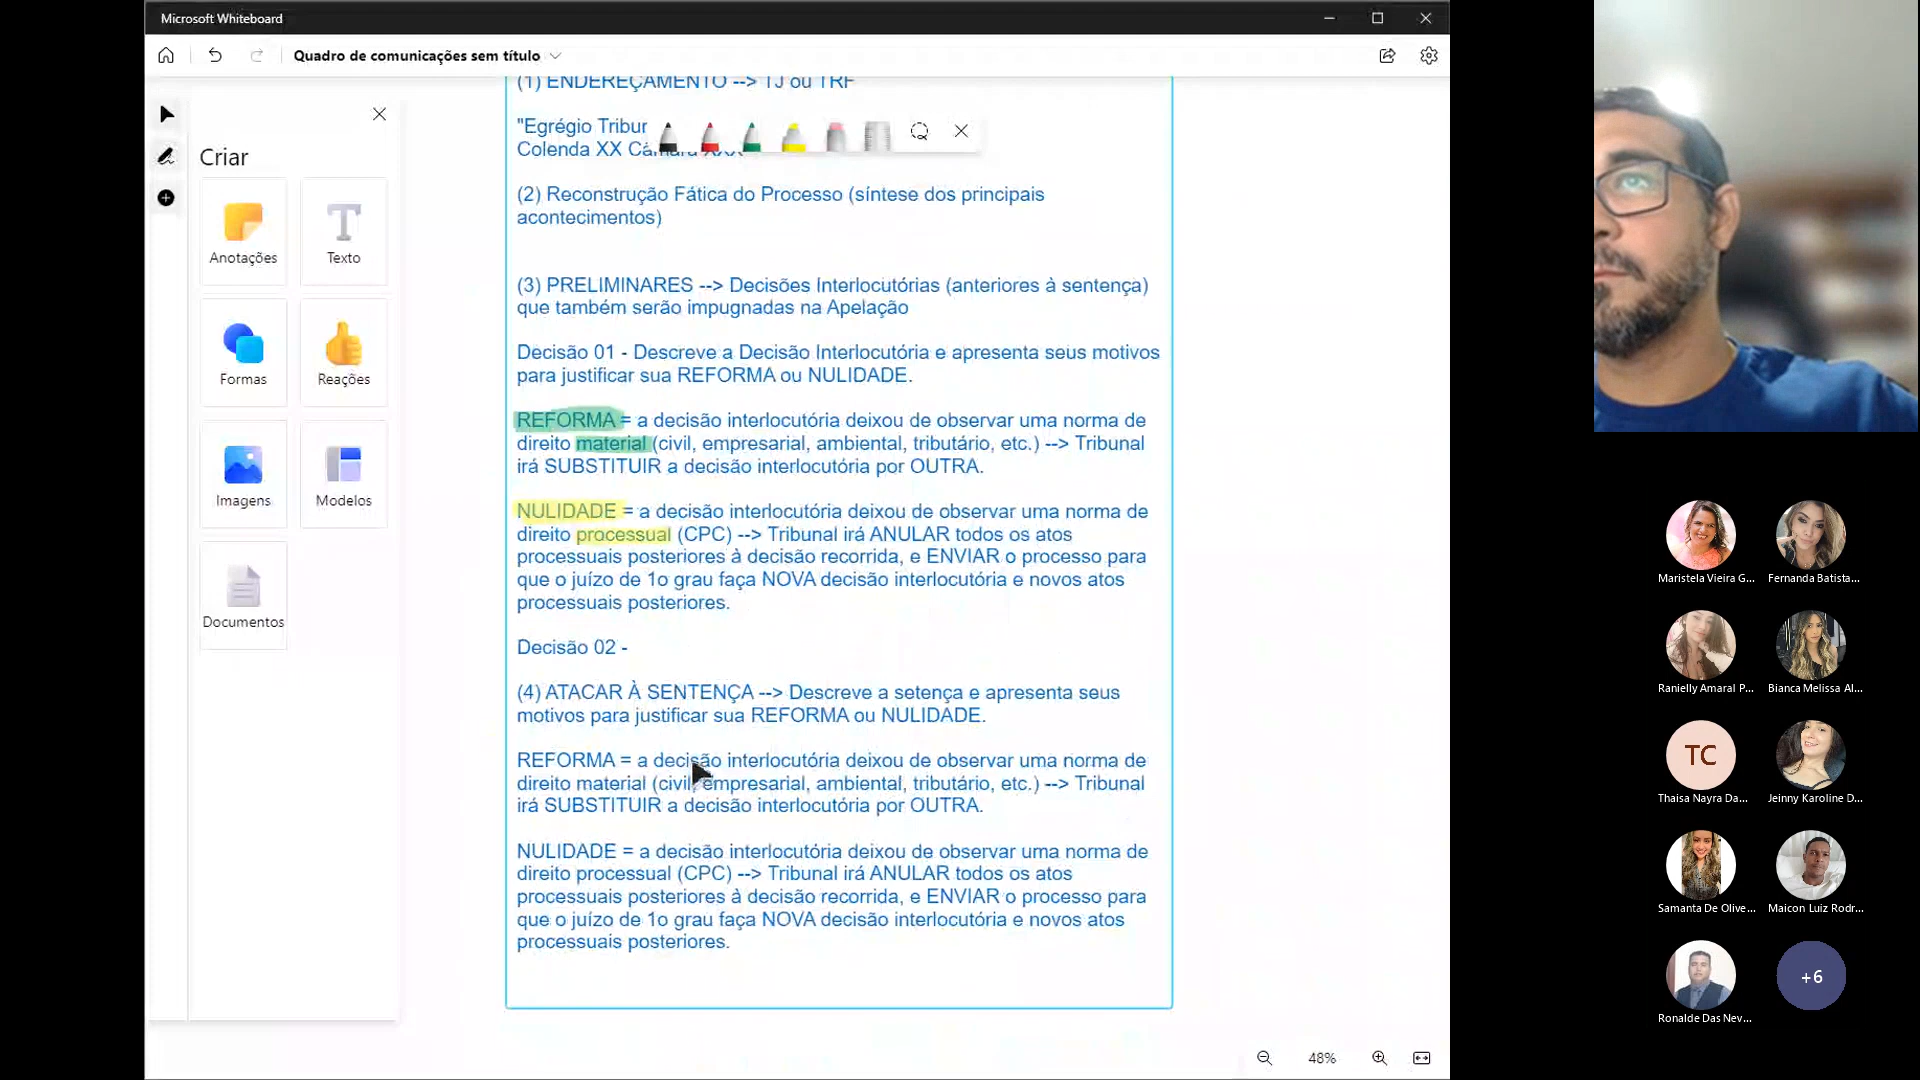 Microsoft Whiteboard
Quadro de comunicações sem título
Criar
Anotações
Texto
Formas
Reações
Imagens
Modelos
Documentos
(1) ENDEREÇAMENTO --> TJ ou TRF
"Egrégio Tribur
Colenda XX Câmara XXX
(2) Reconstrução Fática do Processo (síntese dos principais
acontecimentos)
(3) PRELIMINARES --> Decisões Interlocutórias (anteriores à sentença)
que também serão impugnadas na Apelação
Decisão 01 - Descreve a Decisão Interlocutória e apresenta seus motivos
para justificar sua REFORMA ou NULIDADE.
REFORMA = a decisão interlocutória deixou de observar uma norma de
direito material (civil, empresarial, ambiental, tributário, etc.) --> Tribunal
irá SUBSTITUIR a decisão interlocutória por OUTRA.
NULIDADE = a decisão interlocutória deixou de observar uma norma de
direito processual (CPC) --> Tribunal irá ANULAR todos os atos
processuais posteriores à decisão recorrida, e ENVIAR o processo para
que o juízo de 1o grau faça NOVA decisão interlocutória e novos atos
processuais posteriores.
Decisão 02 -
(4) ATACAR À SENTENÇA --> Descreve a setença e apresenta seus
motivos para justificar sua REFORMA ou NULIDADE.
REFORMA = a decisão interlocutória deixou de observar uma norma de
direito material (civil, empresarial, ambiental, tributário, etc.) --> Tribunal
irá SUBSTITUIR a decisão interlocutória por OUTRA.
NULIDADE = a decisão interlocutória deixou de observar uma norma de
direito processual (CPC) --> Tribunal irá ANULAR todos os atos
processuais posteriores à decisão recorrida, e ENVIAR o processo para
que o juízo de 1o grau faça NOVA decisão interlocutória e novos atos
processuais posteriores.
48%
Maristela Vieira G...
Fernanda Batista...
Ranielly Amaral P...
Bianca Melissa Al...
TC
Thaisa Nayra Da...
Jeinny Karoline D...
Samanta De Olive...
Maicon Luiz Rodr...
Ronalde Das Nev...
+6